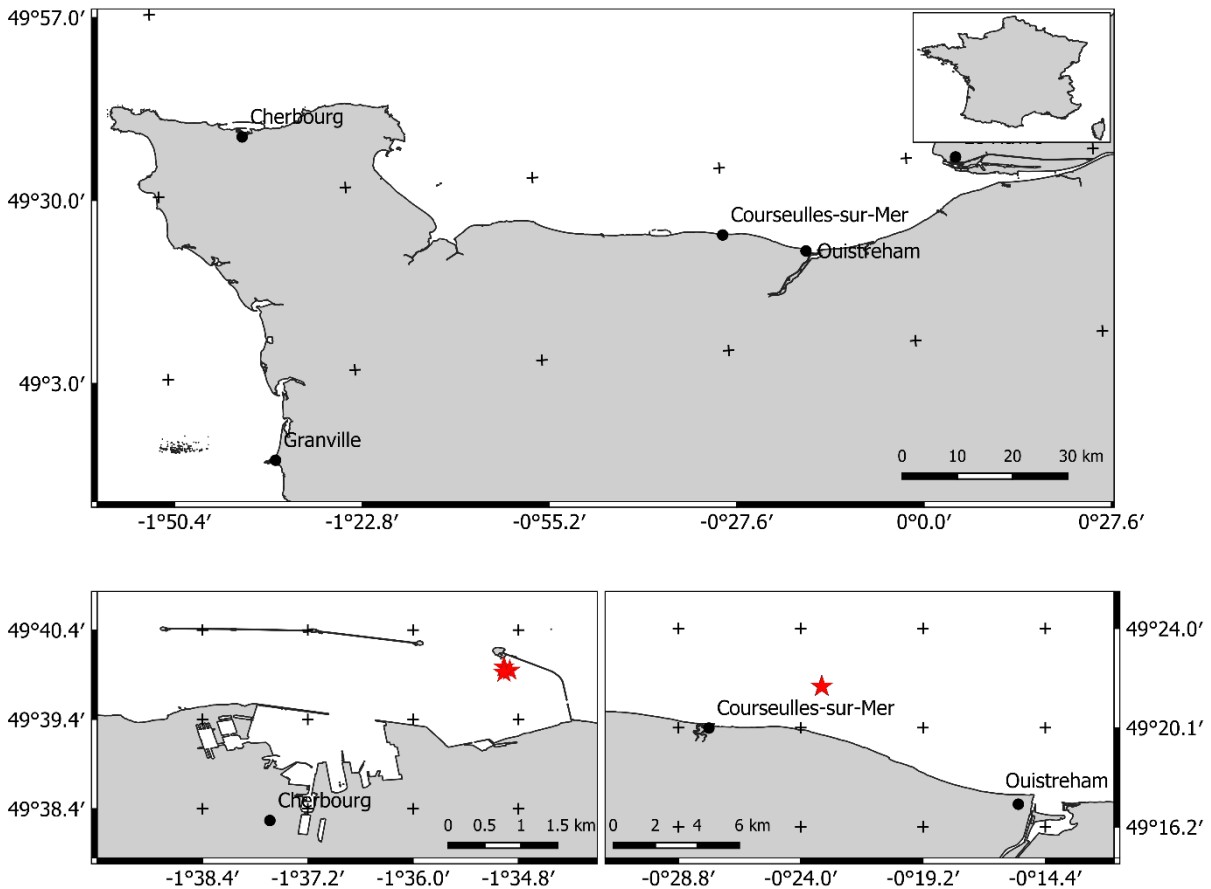 49°57.0′
Cherbourg
49°30.0′
Courseulles-sur-Mer
Ouistreham
49°3.0′
Granville
0 10 20 30 km
-1°50.4′ -1°22.8′ -0°55.2′ -0°27.6′ 0°0.0′ 0°27.6′
49°40.4′
49°39.4′
49°38.4′
Cherbourg
0 0.5 1 1.5 km
-1°38.4′ -1°37.2′ -1°36.0′ -1°34.8′
49°24.0′
Courseulles-sur-Mer
49°20.1′
Ouistreham
49°16.2′
0 2 4 6 km
-0°28.8′ -0°24.0′ -0°19.2′ -0°14.4′